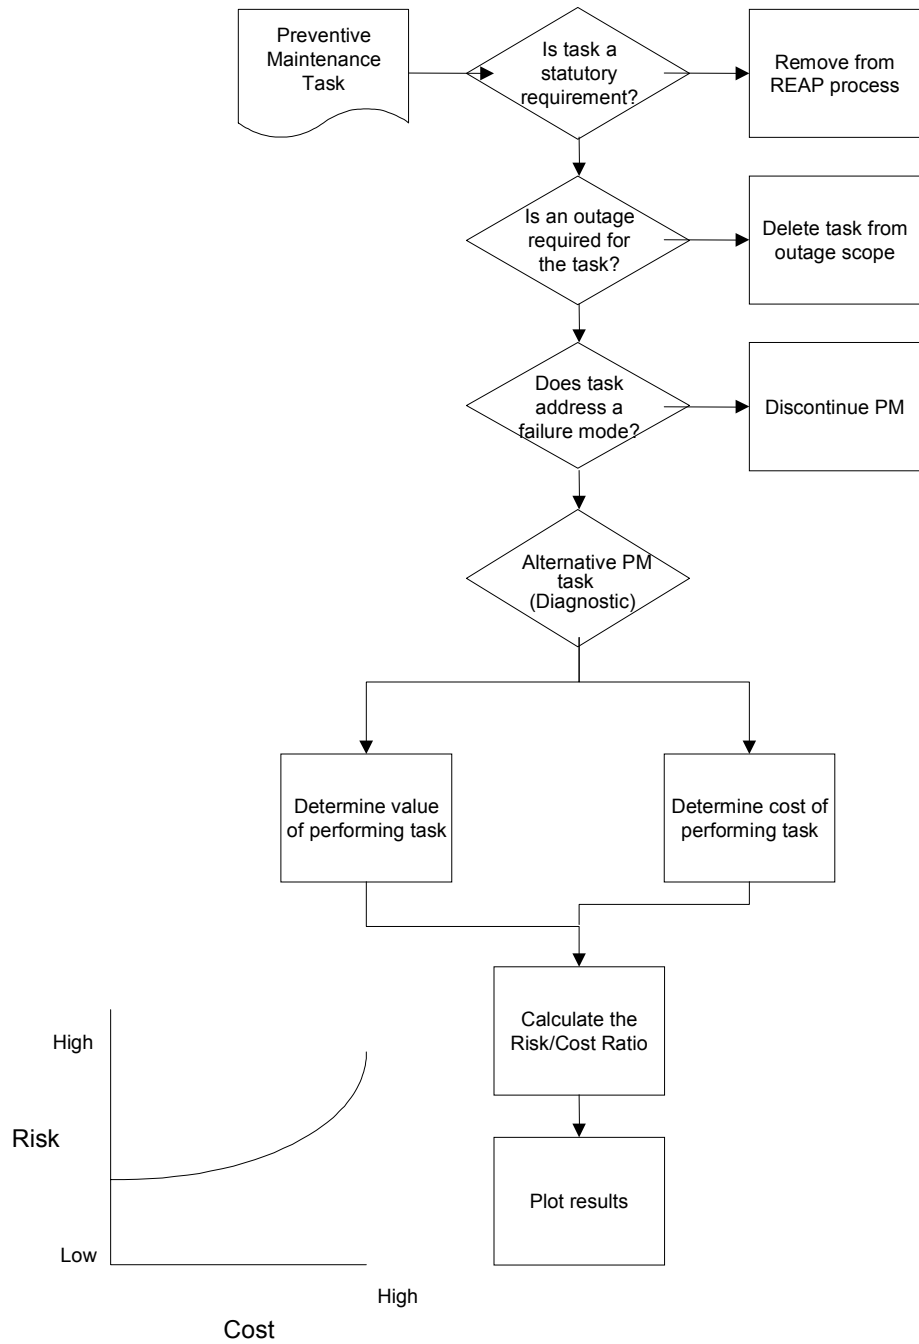 Preventive
Maintenance
Task
Is task a
statutory
requirement?
Remove from
REAP process
Is an outage
required for
the task?
Delete task from
outage scope
Does task
address a
failure mode?
Discontinue PM
Alternative PM
task
(Diagnostic)
Determine value
of performing task
Determine cost of
performing task
Calculate the
Risk/Cost Ratio
Plot results
High
Risk
Low
High
Cost